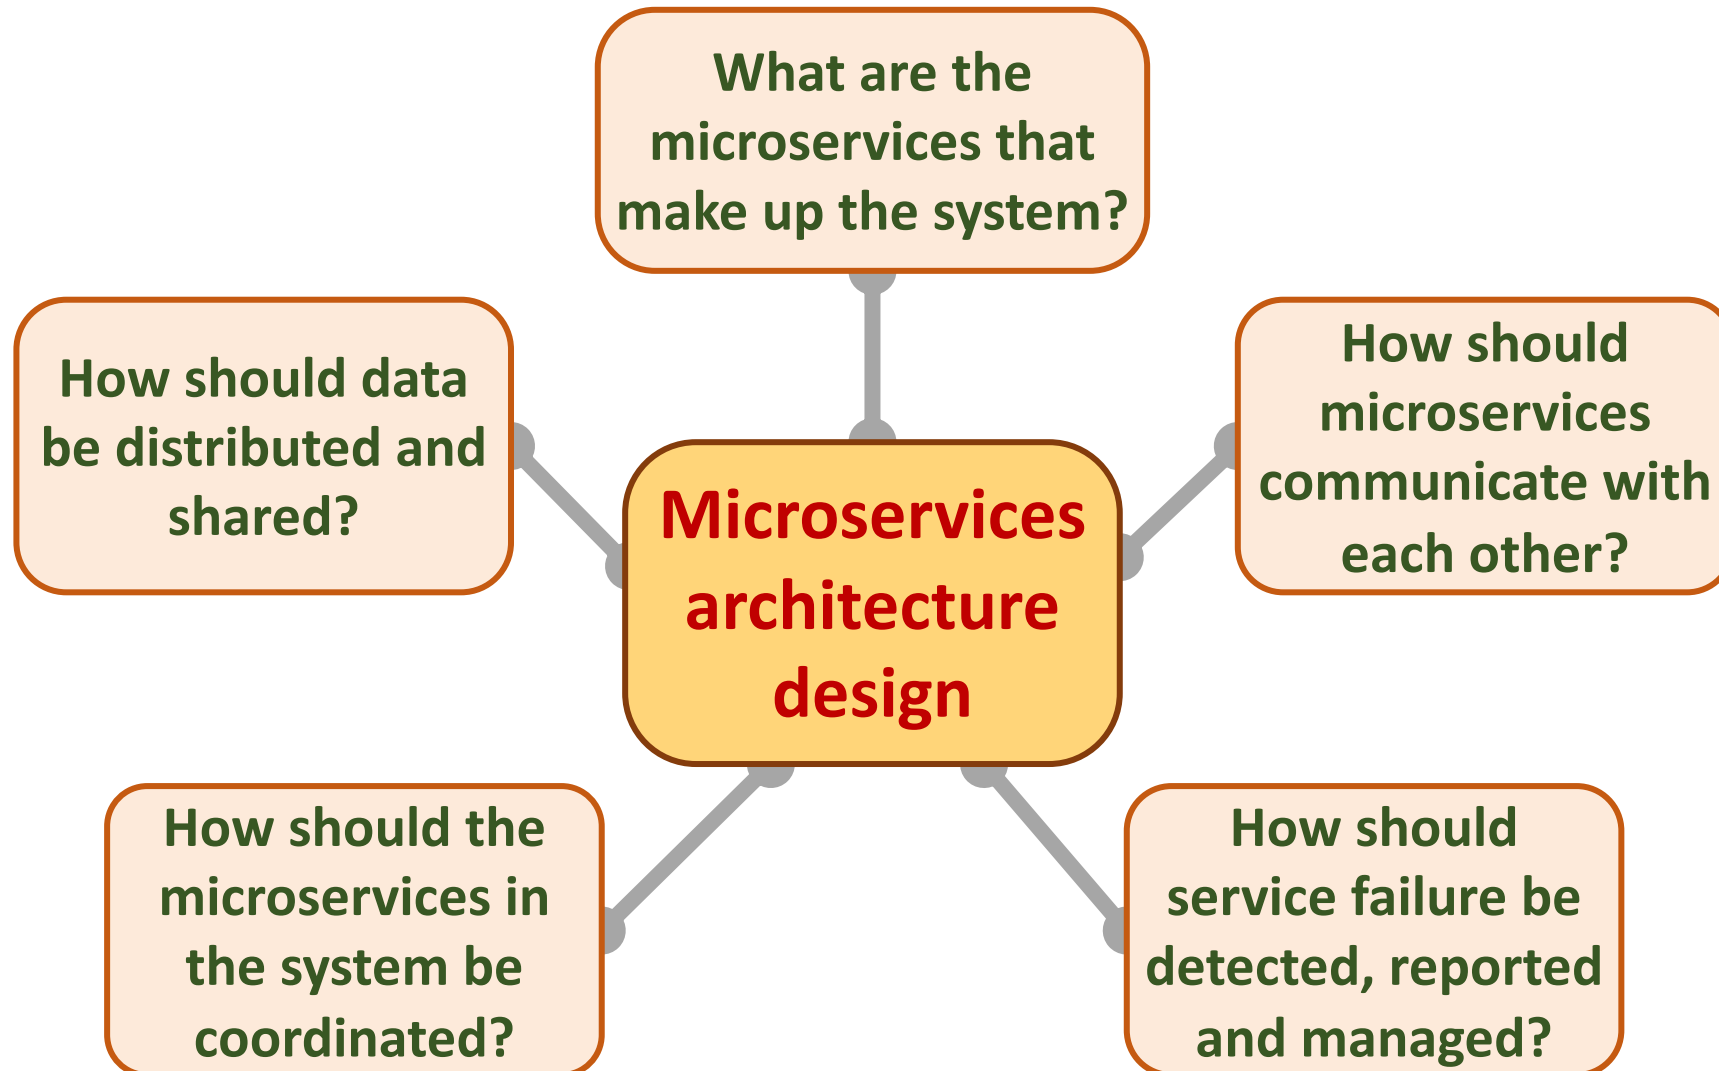 What are the
microservices that
make up the system?
How should data
be distributed and
shared?
How should
microservices
communicate with
each other?
Microservices
architecture
design
How should the
microservices in
the system be
coordinated?
How should
service failure be
detected, reported
and managed?